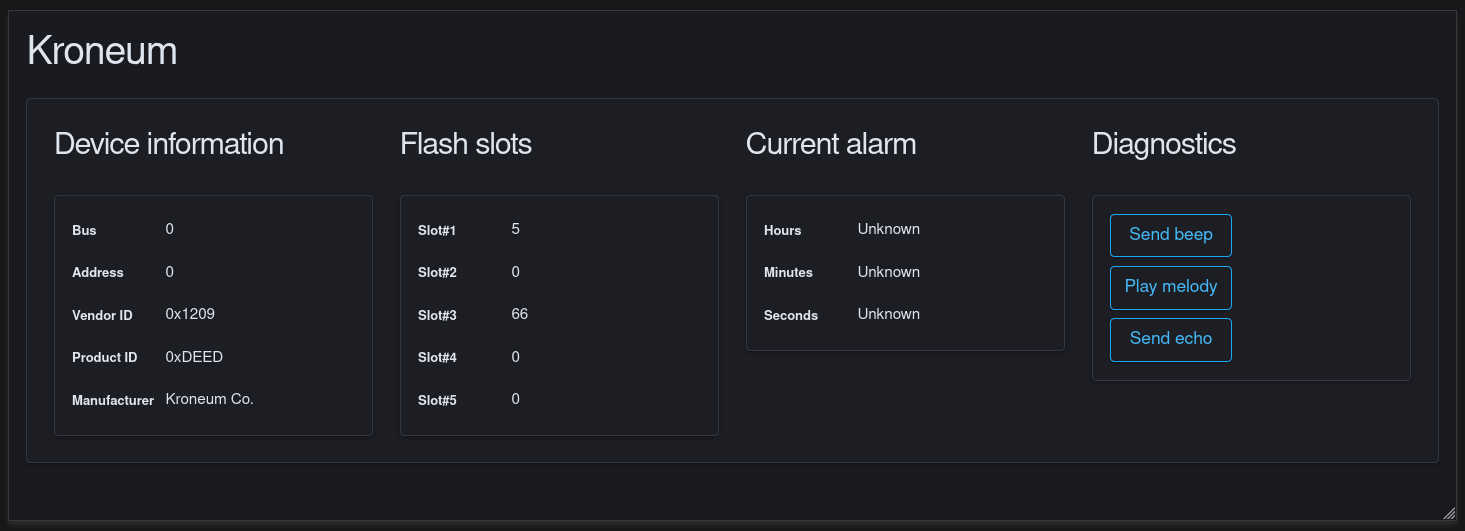 Kroneum
Device information
Bus 0
Address 0
Vendor ID 0x1209
Product ID 0xDEED
Manufacturer Kroneum Co.
Flash slots
Slot#1 5
Slot#2 0
Slot#3 66
Slot#4 0
Slot#5 0
Current alarm
Hours Unknown
Minutes Unknown
Seconds Unknown
Diagnostics
Send beep
Play melody
Send echo